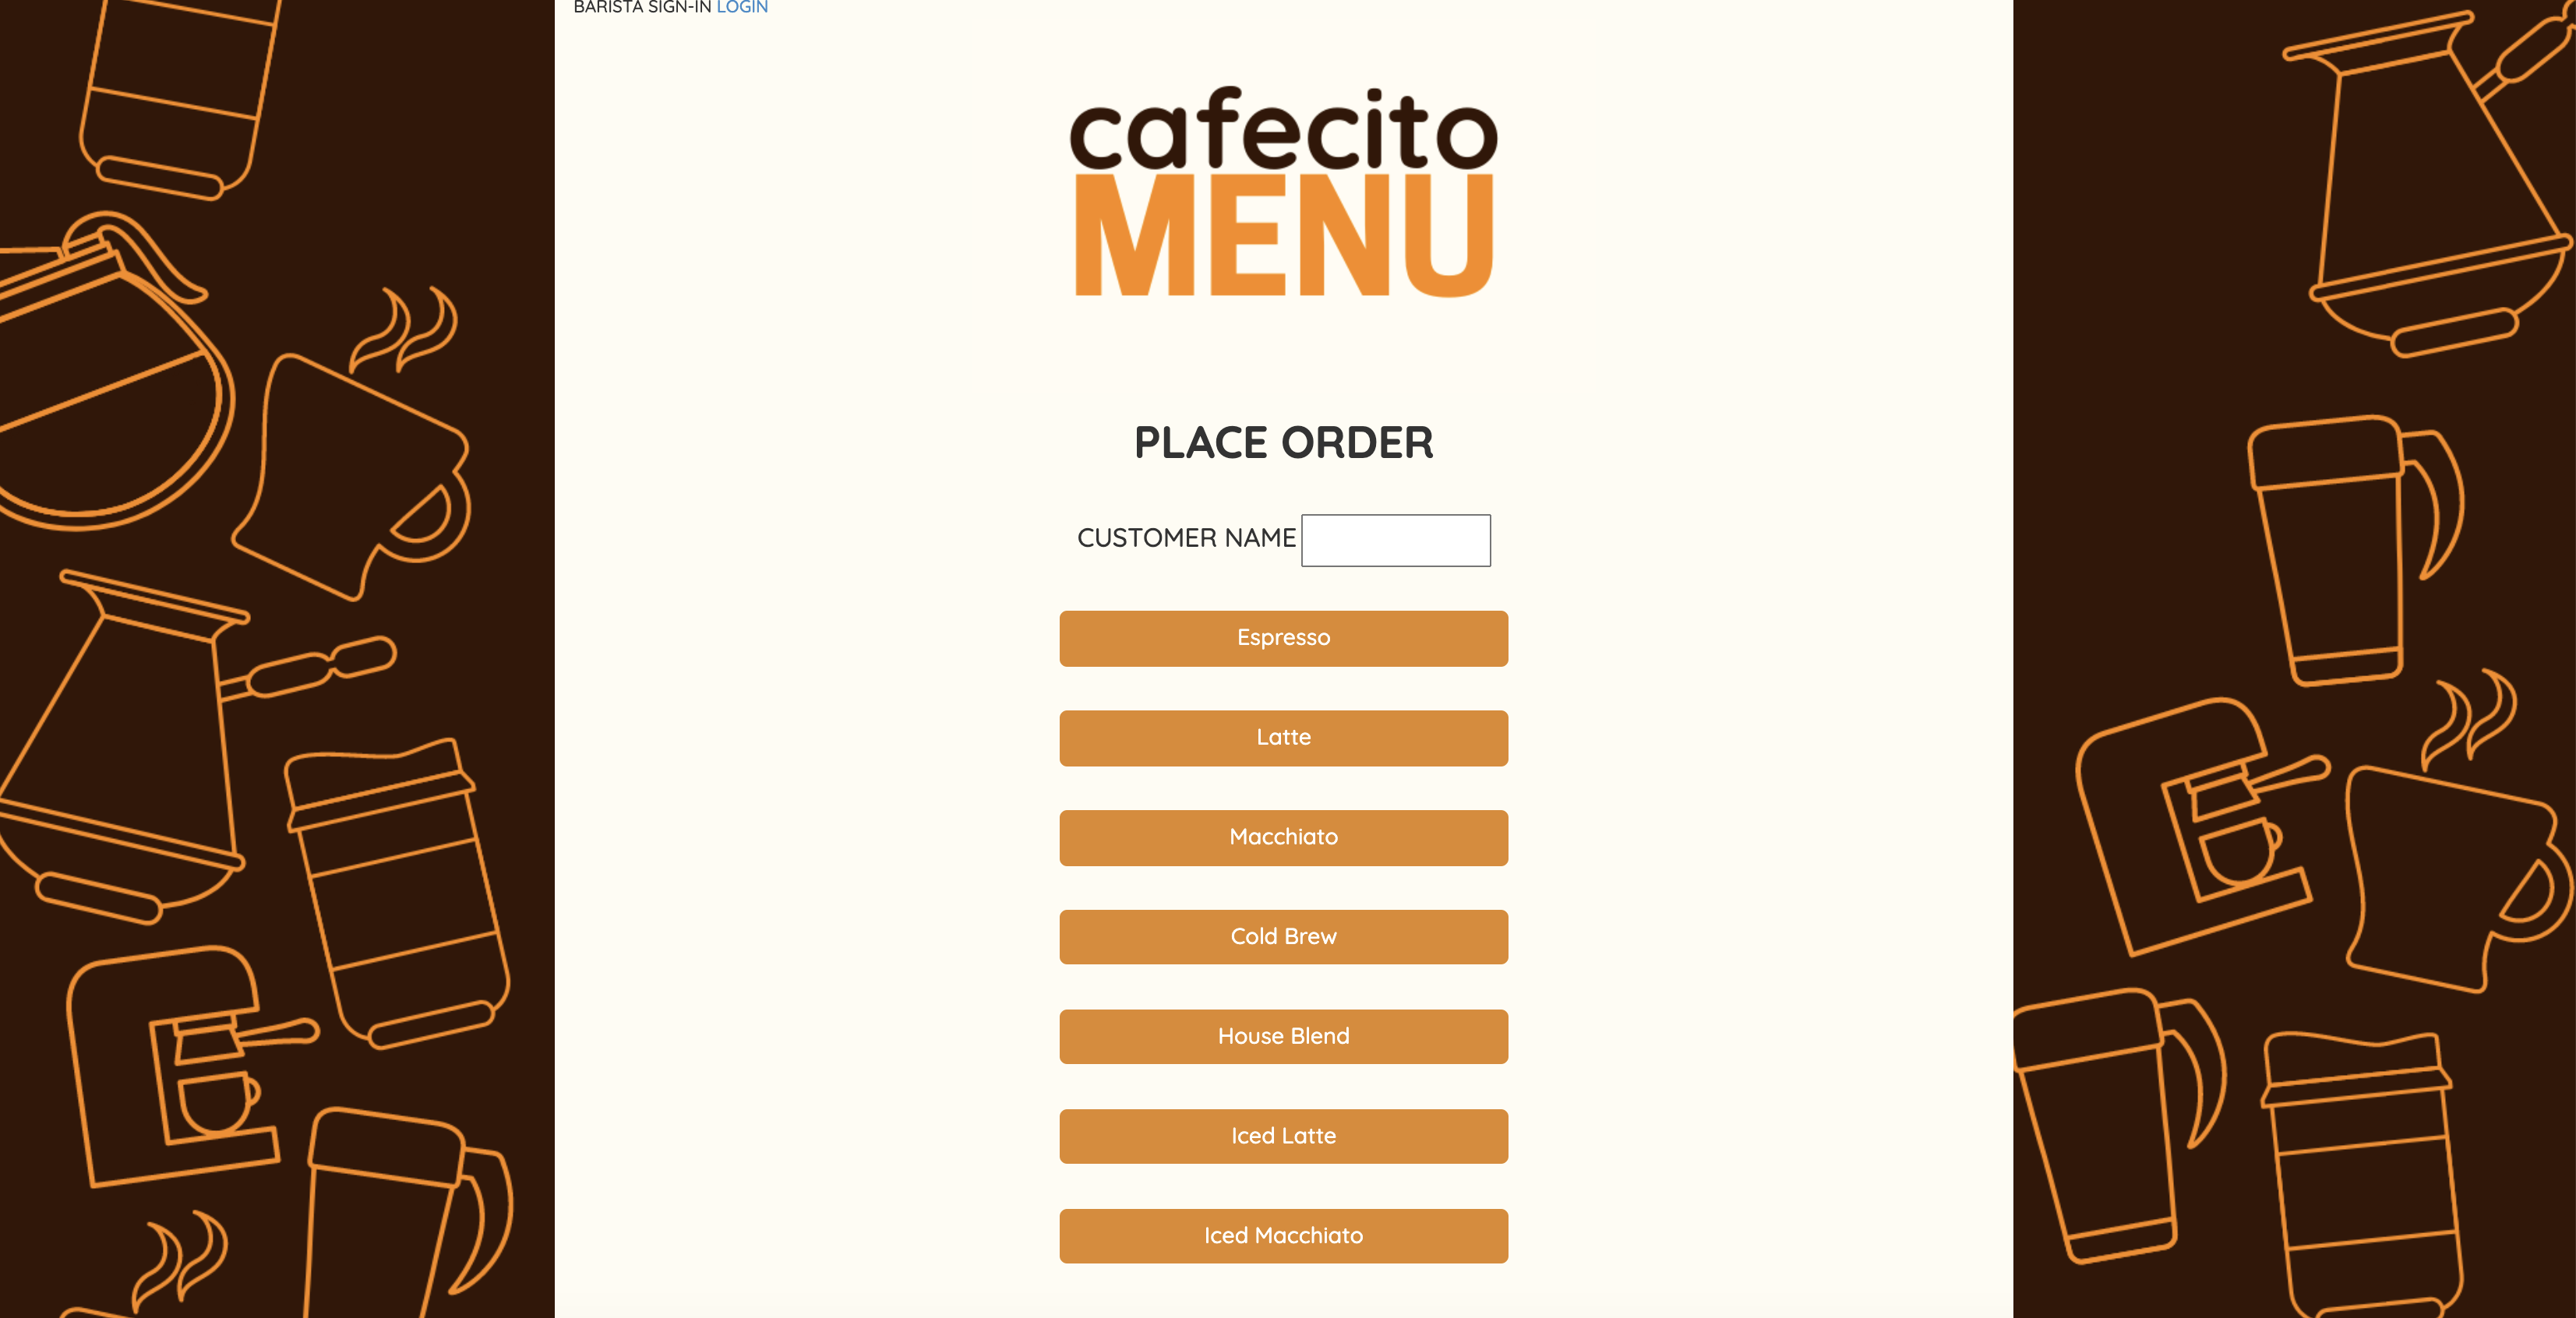 BARISTA SIGN-IN LOGIN
cafecito
MENU
PLACE ORDER
CUSTOMER NAME
Espresso
Latte
Macchiato
Cold Brew
House Blend
Iced Latte
Iced Macchiato